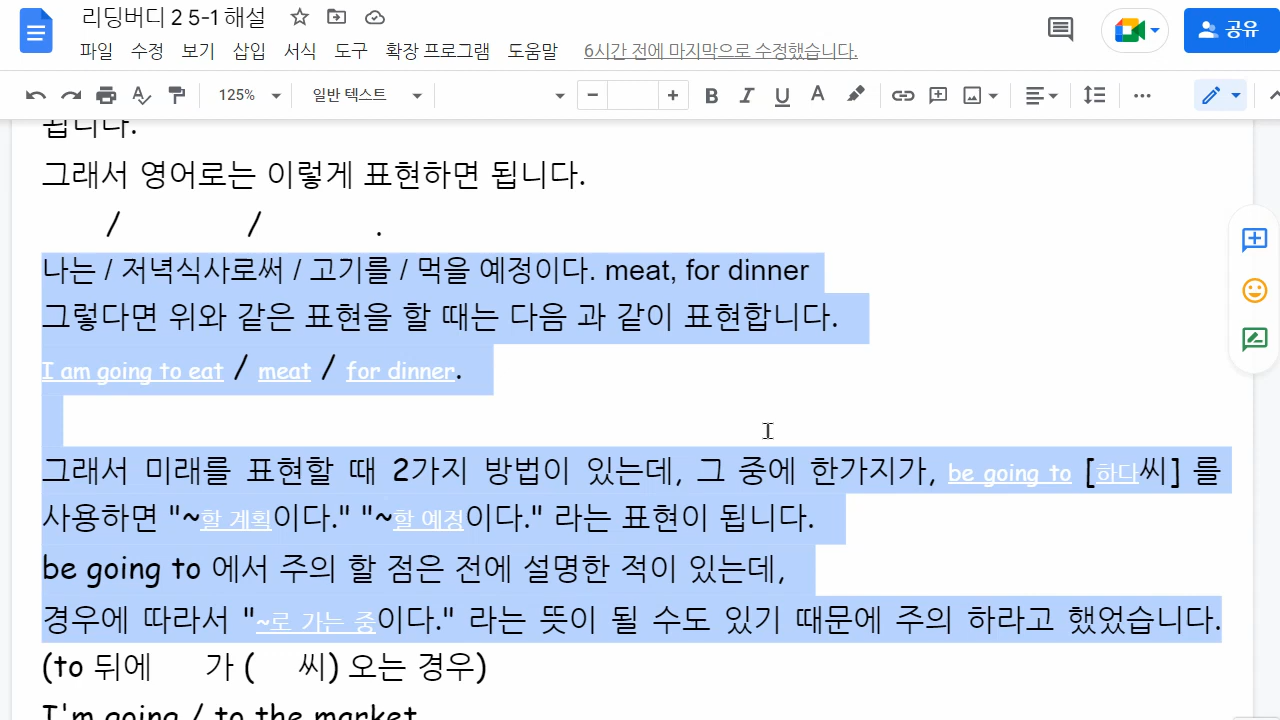 리딩버디 2 5-1 해설
파일 수정 보기 삽입 서식 도구 확장 프로그램 도움말 6시간 전에 마지막으로 수정했습니다.
공유
125% 일반 텍스트 − + B I U A
됩니다.
그래서 영어로는 이렇게 표현하면 됩니다.
/ / .
나는 / 저녁식사로써 / 고기를 / 먹을 예정이다. meat, for dinner
그렇다면 위와 같은 표현을 할 때는 다음 과 같이 표현합니다.
I am going to eat / meat / for dinner.
그래서 미래를 표현할 때 2가지 방법이 있는데, 그 중에 한가지가, be going to [하다씨] 를
사용하면 "~할 계획이다." "~할 예정이다." 라는 표현이 됩니다.
be going to 에서 주의 할 점은 전에 설명한 적이 있는데,
경우에 따라서 "~로 가는 중이다." 라는 뜻이 될 수도 있기 때문에 주의 하라고 했었습니다.
(to 뒤에 가 ( 씨) 오는 경우)
I'm going / to the market